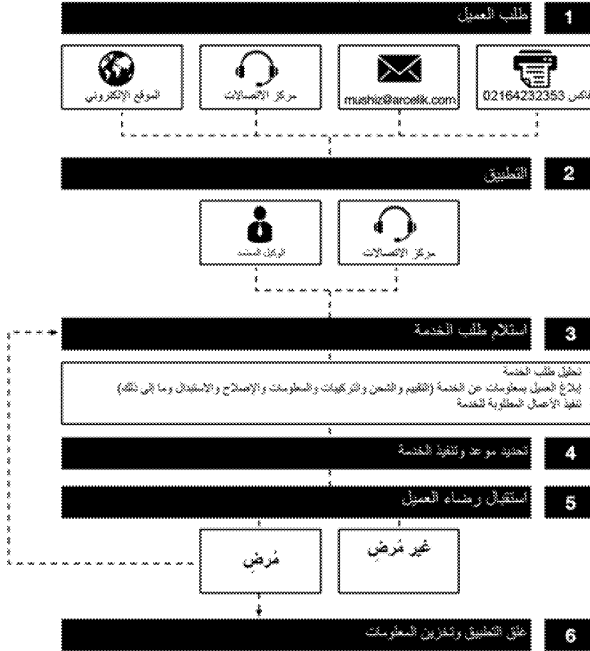 1 طلب العميل
فاكس 02164232353
mushiz@arcelik.com
مركز الاتصالات
الموقع الإلكتروني
2 التطبيق
مركز الاتصالات
الوكيل المعتمد
3 استلام طلب الخدمة
تحليل طلب الخدمة
إبلاغ العميل بمعلومات عن الخدمة (التقييم والشحن والتركيبات والمعلومات والإصلاح والاستبدال وما إلى ذلك)
تنفيذ الأعمال المطلوبة للخدمة
4 تحديد موعد وتنفيذ الخدمة
5 استقبال رضاء العميل
غير مُرضٍ
مُرضٍ
6 غلق التطبيق وتخزين المعلومات